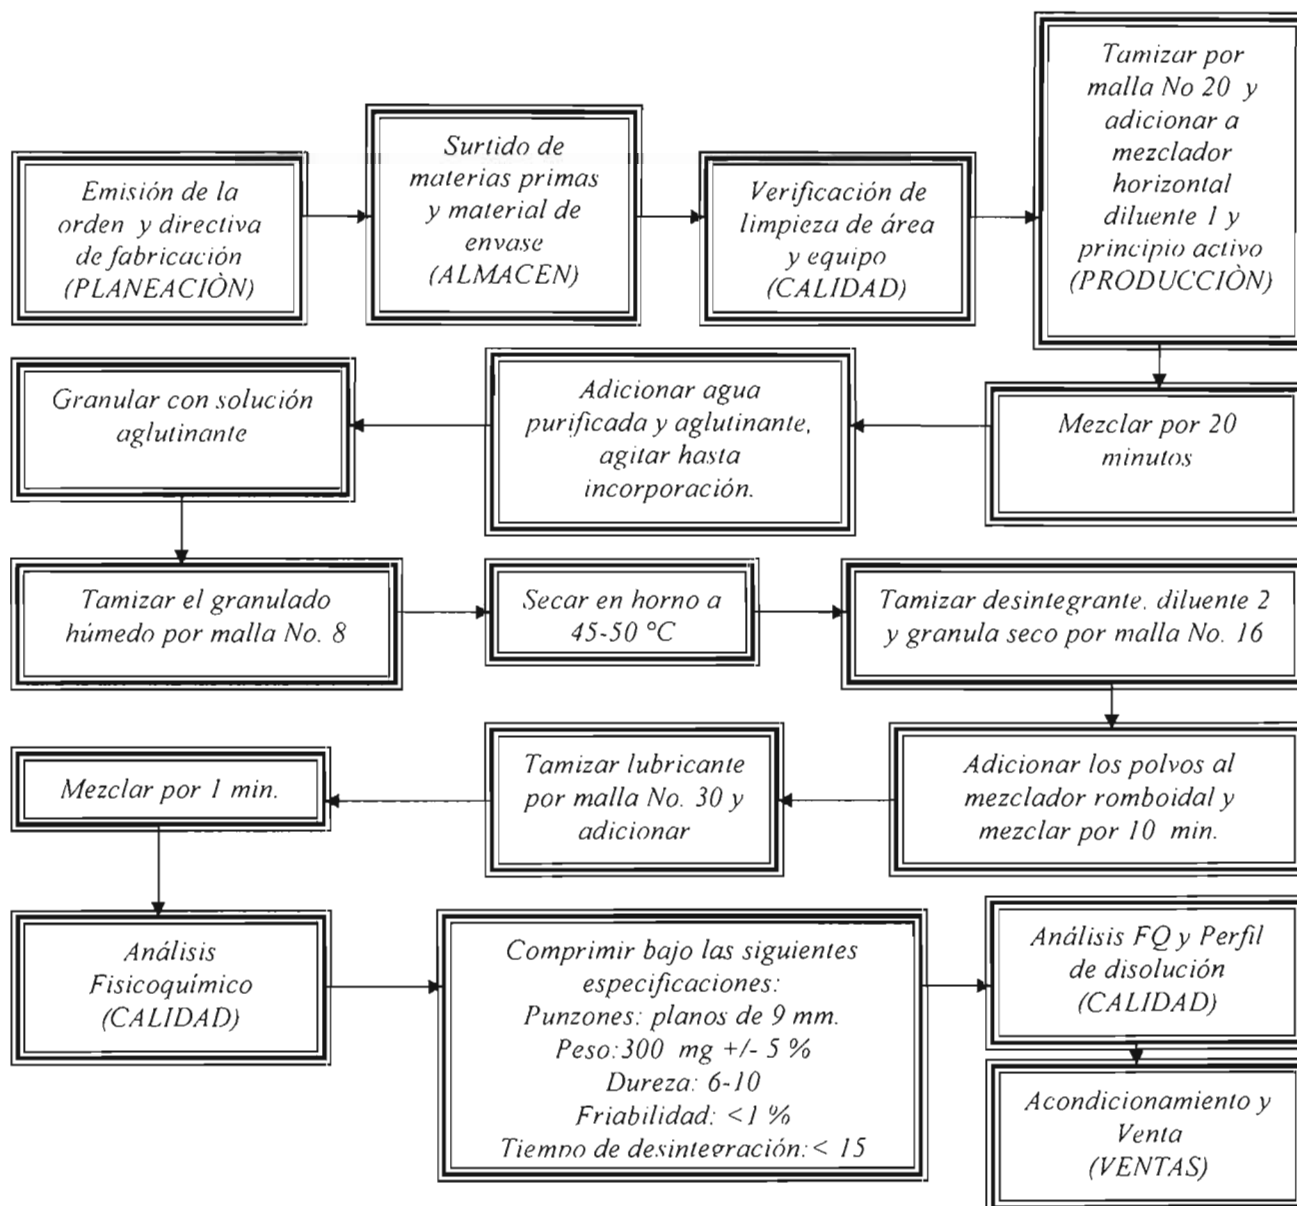 Emisión de la
orden y directiva
de fabricación
(PLANEACIÒN)
Surtido de
materias primas
y material de
envase
(ALMACEN)
Verificación de
limpieza de área
y equipo
(CALIDAD)
Tamizar por
malla No 20 y
adicionar a
mezclador
horizontal
diluente 1 y
principio activo
(PRODUCCIÒN)
Mezclar por 20
minutos
Adicionar agua
purificada y aglutinante,
agitar hasta
incorporación.
Granular con solución
aglutinante
Tamizar el granulado
húmedo por malla No. 8
Secar en horno a
45-50 °C
Tamizar desintegrante, diluente 2
y granula seco por malla No. 16
Adicionar los polvos al
mezclador romboidal y
mezclar por 10 min.
Tamizar lubricante
por malla No. 30 y
adicionar
Mezclar por 1 min.
Análisis
Fisicoquímico
(CALIDAD)
Comprimir bajo las siguientes
especificaciones:
Punzones: planos de 9 mm.
Peso:300 mg +/- 5 %
Dureza: 6-10
Friabilidad: <1 %
Tiempo de desintegración:< 15
Análisis FQ y Perfil
de disolución
(CALIDAD)
Acondicionamiento y
Venta
(VENTAS)